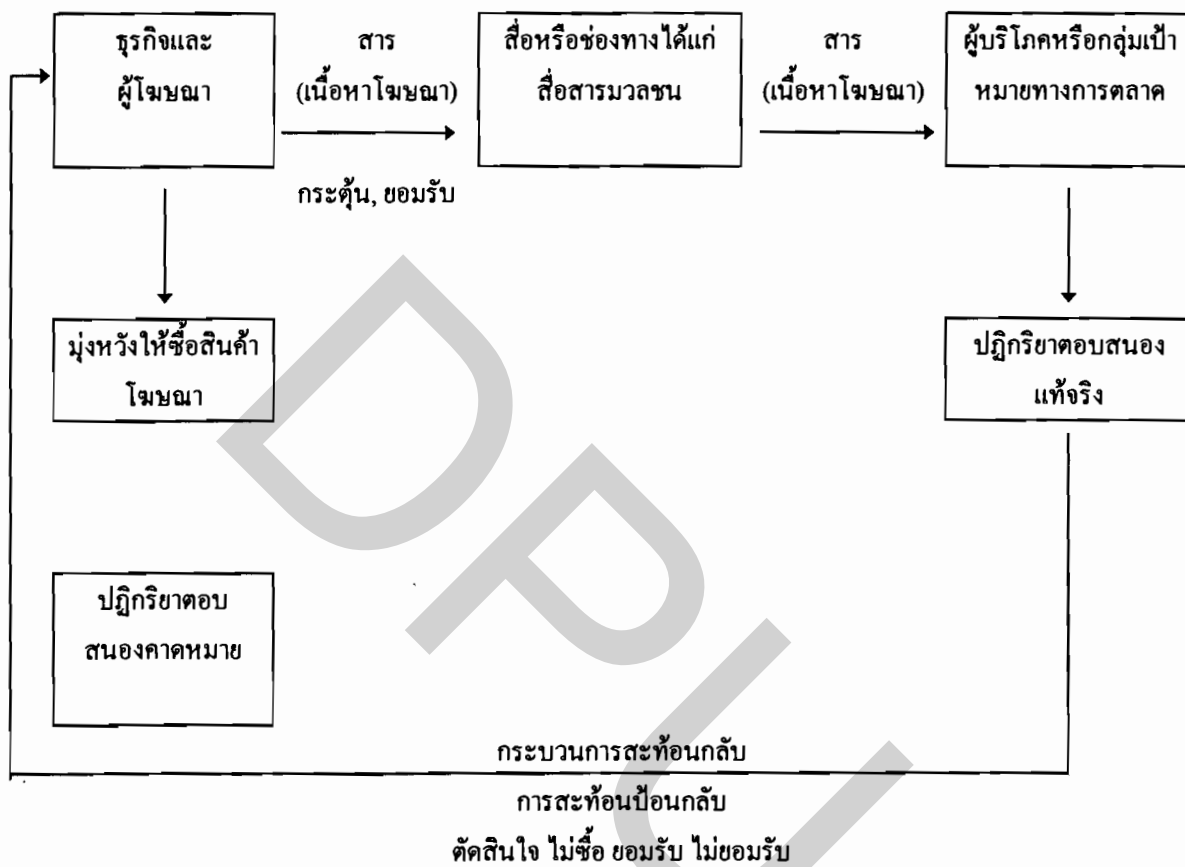 ธุรกิจและ
ผู้โฆษณา
สาร
(เนื้อหาโฆษณา)
กระตุ้น, ยอมรับ
สื่อหรือช่องทางได้แก่
สื่อสารมวลชน
สาร
(เนื้อหาโฆษณา)
ผู้บริโภคหรือกลุ่มเป้า
หมายทางการตลาด
มุ่งหวังให้ซื้อสินค้า
โฆษณา
ปฏิกริยาตอบสนอง
แท้จริง
ปฏิกริยาตอบ
สนองคาดหมาย
กระบวนการสะท้อนกลับ
การสะท้อนป้อนกลับ
ตัดสินใจ ไม่ซื้อ ยอมรับ ไม่ยอมรับ
DPU